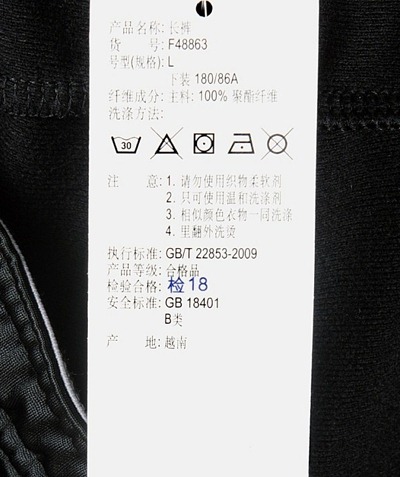 产品名称: 长裤
货 号: F48863
号型(规格): L
下装 180/86A
纤维成分: 主料: 100% 聚酯纤维
洗涤方法:
30
注 意: 1. 请勿使用织物柔软剂
2. 只可使用温和洗涤剂
3. 相似颜色衣物一同洗涤
4. 里翻外洗烫
执行标准: GB/T 22853-2009
产品等级: 合格品
检验合格: 检18
安全标准: GB 18401
B类
产 地: 越南